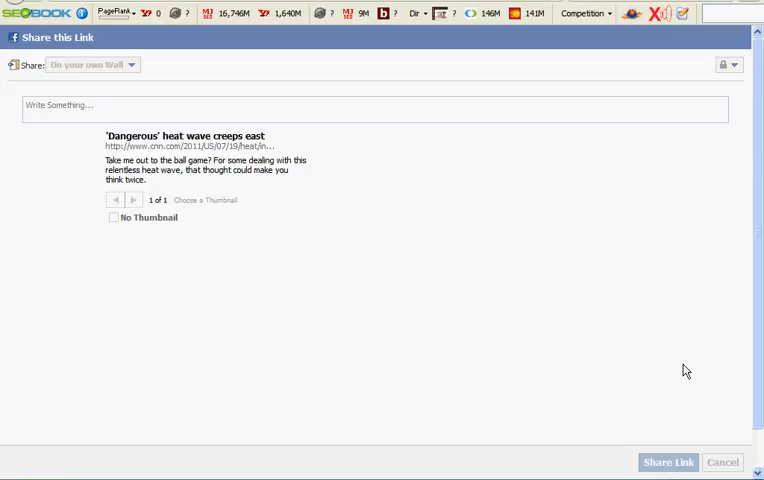 SEOBOOK PageRank 0 ? 16,746M 1,640M ? MJ SEO 9M b ? Dir ? 146M 141M Competition X
Share this Link
Share: On your own Wall
Write Something...
'Dangerous' heat wave creeps east
http://www.cnn.com/2011/US/07/19/heat/in...
Take me out to the ball game? For some dealing with this
relentless heat wave, that thought could make you
think twice.
1 of 1 Choose a Thumbnail
No Thumbnail
Share Link Cancel